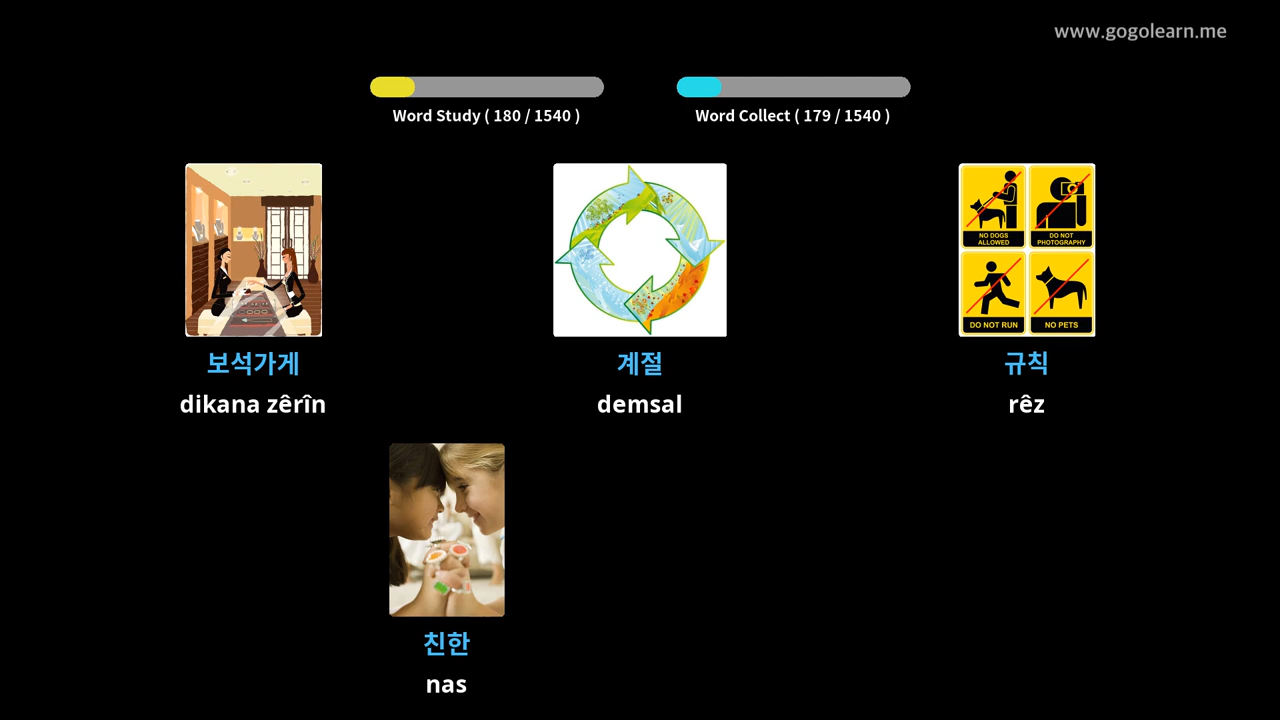 www.gogolearn.me
Word Study ( 180 / 1540 )
Word Collect ( 179 / 1540 )
NO DOGS
ALLOWED
DO NOT
PHOTOGRAPHY
DO NOT RUN
NO PETS
보석가게
계절
규칙
dikana zêrîn
demsal
rêz
친한
nas